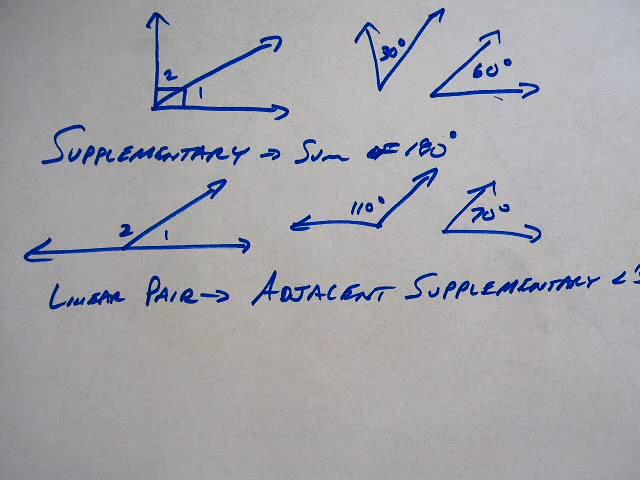 2 1 30° 60°
SUPPLEMENTARY → SUM OF 180°
2 1 110° 70°
LINEAR PAIR → ADJACENT SUPPLEMENTARY <'s